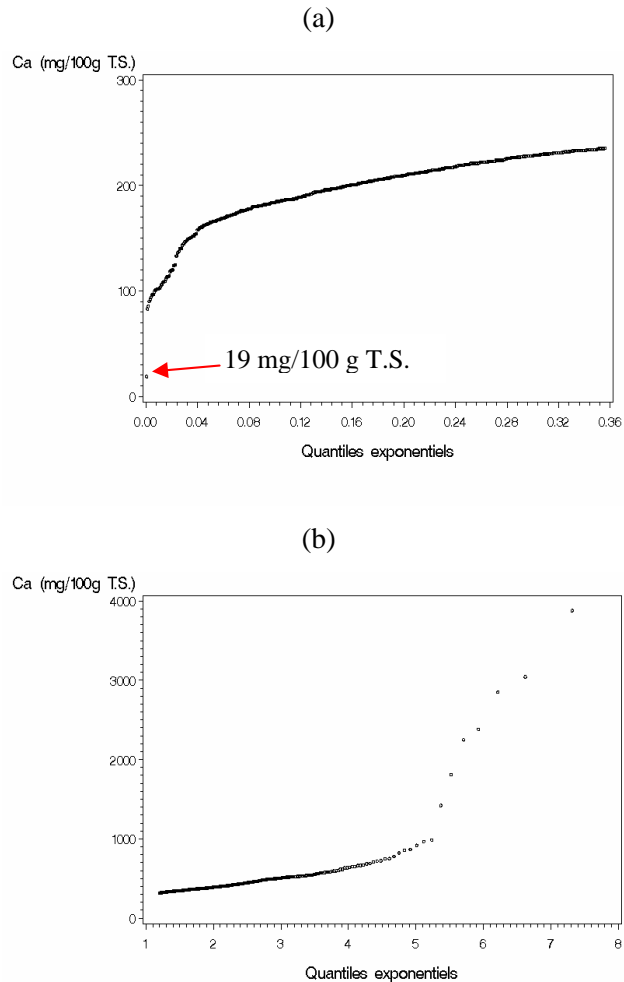 (a)
Ca (mg/100g T.S.)
300
200
100
0
19 mg/100 g T.S.
0.00 0.04 0.08 0.12 0.16 0.20 0.24 0.28 0.32 0.36
Quantiles exponentiels
(b)
Ca (mg/100g T.S.)
4000
3000
2000
1000
0
1 2 3 4 5 6 7 8
Quantiles exponentiels